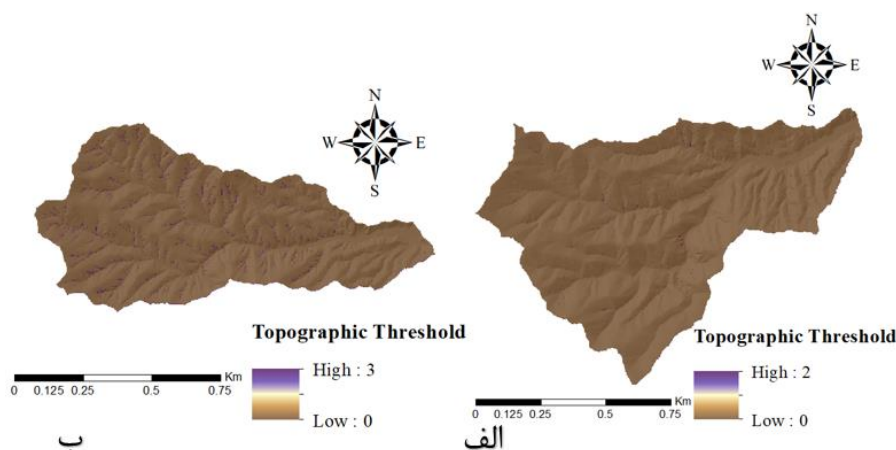 N
W E
S
Topographic Threshold
High : 3
Low : 0
Km
0 0.125 0.25 0.5 0.75
ب
N
W E
S
Topographic Threshold
High : 2
Low : 0
Km
0 0.125 0.25 0.5 0.75
الف